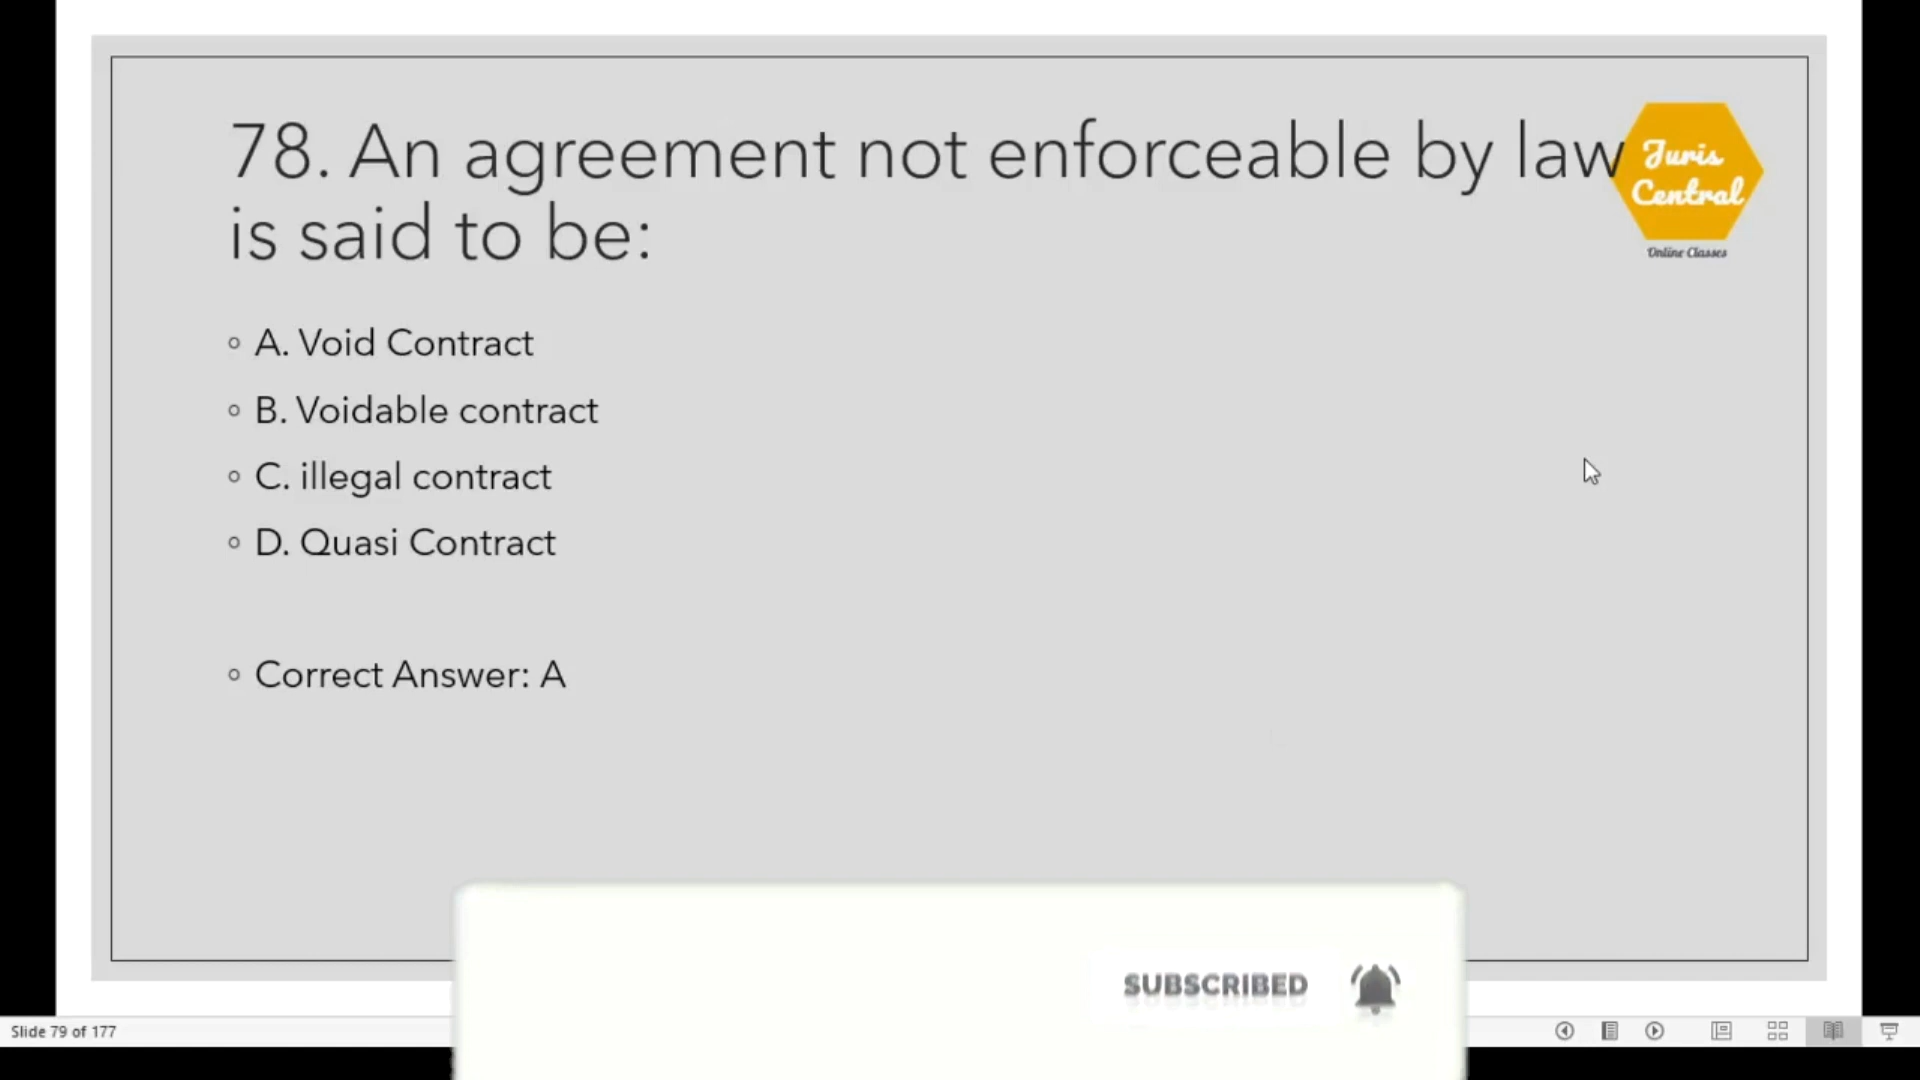 78. An agreement not enforceable by law
is said to be:
Juris
Central
Online Classes
A. Void Contract
B. Voidable contract
C. illegal contract
D. Quasi Contract
Correct Answer: A
SUBSCRIBED
Slide 79 of 177